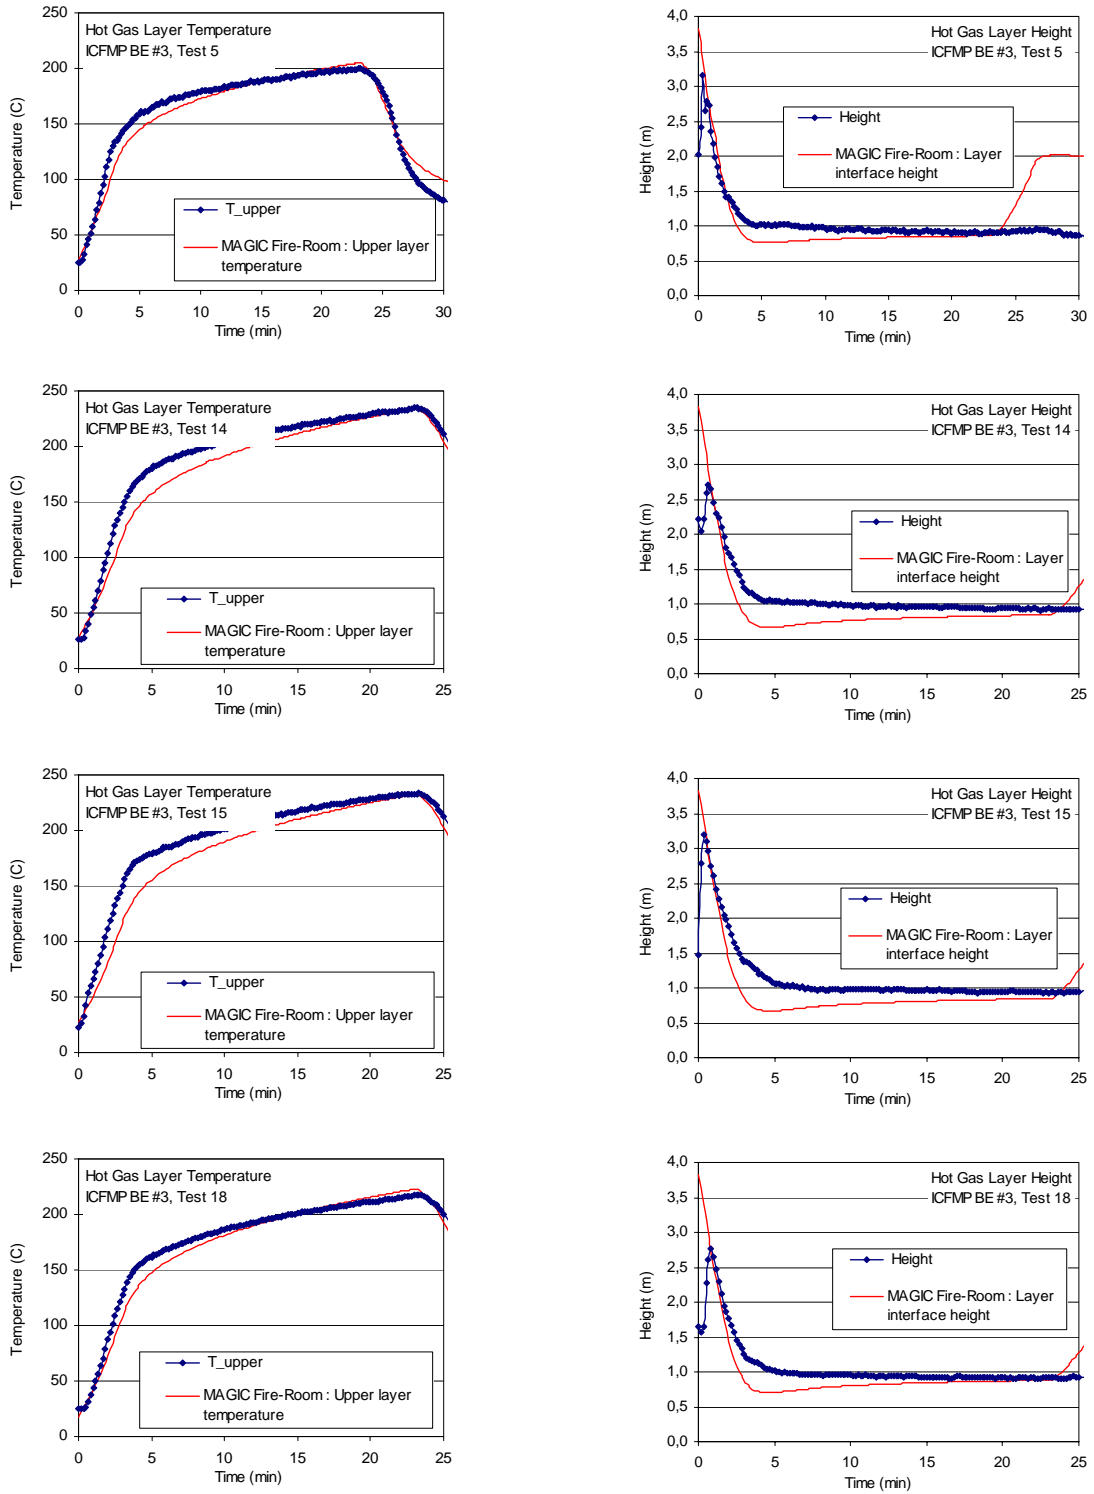 Hot Gas Layer Temperature
ICFMP BE #3, Test 5
Temperature (C)
250
200
150
100
50
0
T_upper
MAGIC Fire-Room : Upper layer
temperature
0 5 10 15 20 25 30
Time (min)
Hot Gas Layer Height
ICFMP BE #3, Test 5
Height (m)
4,0
3,5
3,0
2,5
2,0
1,5
1,0
0,5
0,0
Height
MAGIC Fire-Room : Layer
interface height
0 5 10 15 20 25 30
Time (min)
Hot Gas Layer Temperature
ICFMP BE #3, Test 14
Temperature (C)
250
200
150
100
50
0
T_upper
MAGIC Fire-Room : Upper layer
temperature
0 5 10 15 20 25
Time (min)
Hot Gas Layer Height
ICFMP BE #3, Test 14
Height (m)
4,0
3,5
3,0
2,5
2,0
1,5
1,0
0,5
0,0
Height
MAGIC Fire-Room : Layer
interface height
0 5 10 15 20 25
Time (min)
Hot Gas Layer Temperature
ICFMP BE #3, Test 15
Temperature (C)
250
200
150
100
50
0
T_upper
MAGIC Fire-Room : Upper layer
temperature
0 5 10 15 20 25
Time (min)
Hot Gas Layer Height
ICFMP BE #3, Test 15
Height (m)
4,0
3,5
3,0
2,5
2,0
1,5
1,0
0,5
0,0
Height
MAGIC Fire-Room : Layer
interface height
0 5 10 15 20 25
Time (min)
Hot Gas Layer Temperature
ICFMP BE #3, Test 18
Temperature (C)
250
200
150
100
50
0
T_upper
MAGIC Fire-Room : Upper layer
temperature
0 5 10 15 20 25
Time (min)
Hot Gas Layer Height
ICFMP BE #3, Test 18
Height (m)
4,0
3,5
3,0
2,5
2,0
1,5
1,0
0,5
0,0
Height
MAGIC Fire-Room : Layer
interface height
0 5 10 15 20 25
Time (min)